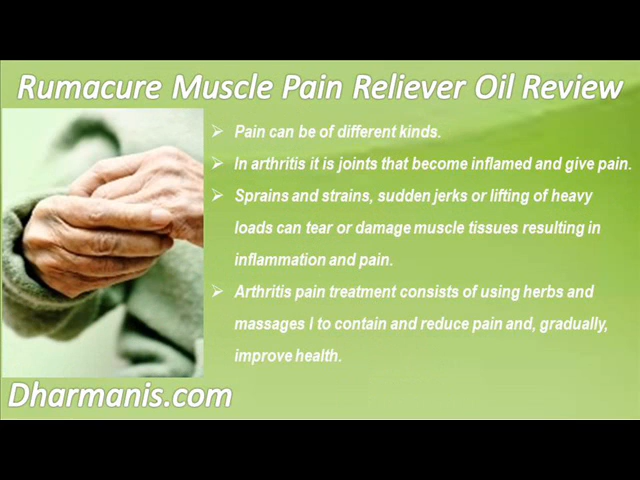 Rumacure Muscle Pain Reliever Oil Review
Pain can be of different kinds.
In arthritis it is joints that become inflamed and give pain.
Sprains and strains, sudden jerks or lifting of heavy
loads can tear or damage muscle tissues resulting in
inflammation and pain.
Arthritis pain treatment consists of using herbs and
massages l to contain and reduce pain and, gradually,
improve health.
Dharmanis.com